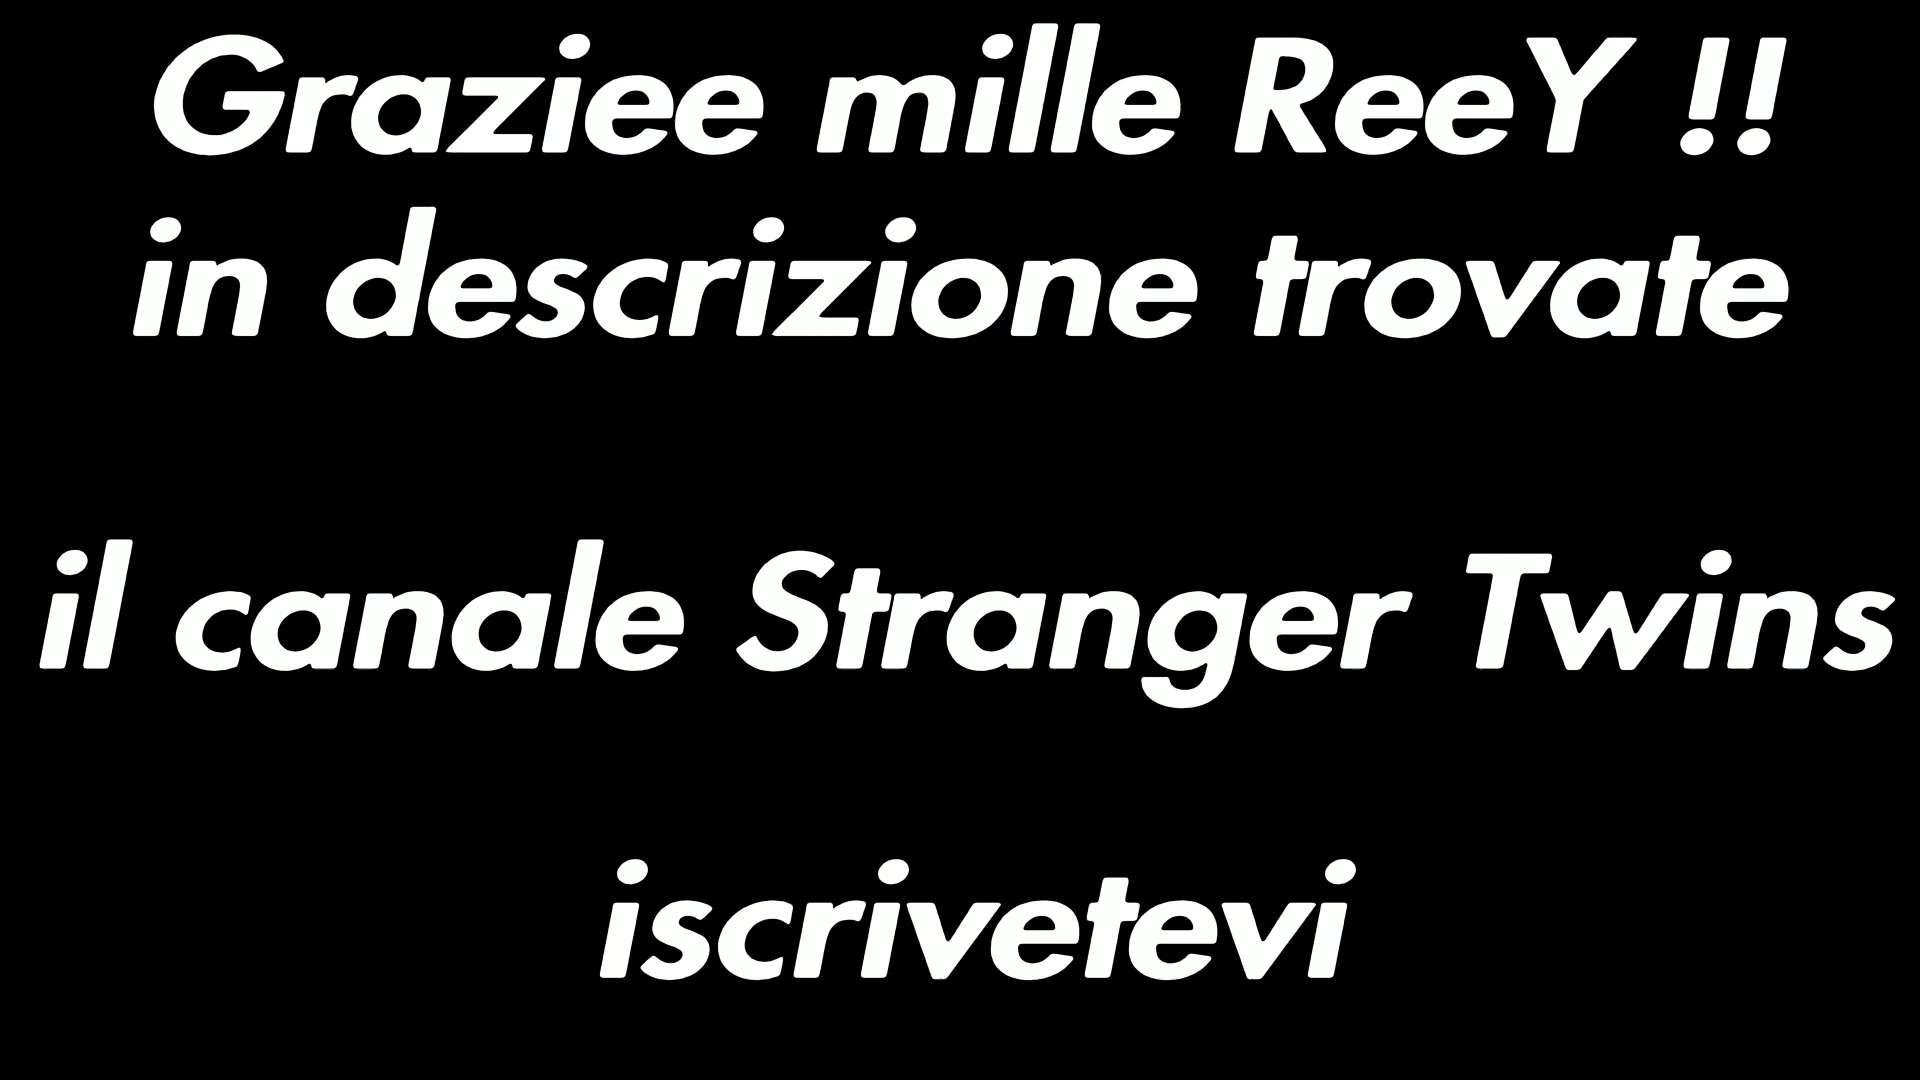 Graziee mille ReeY !!
in descrizione trovate
il canale Stranger Twins
iscrivetevi